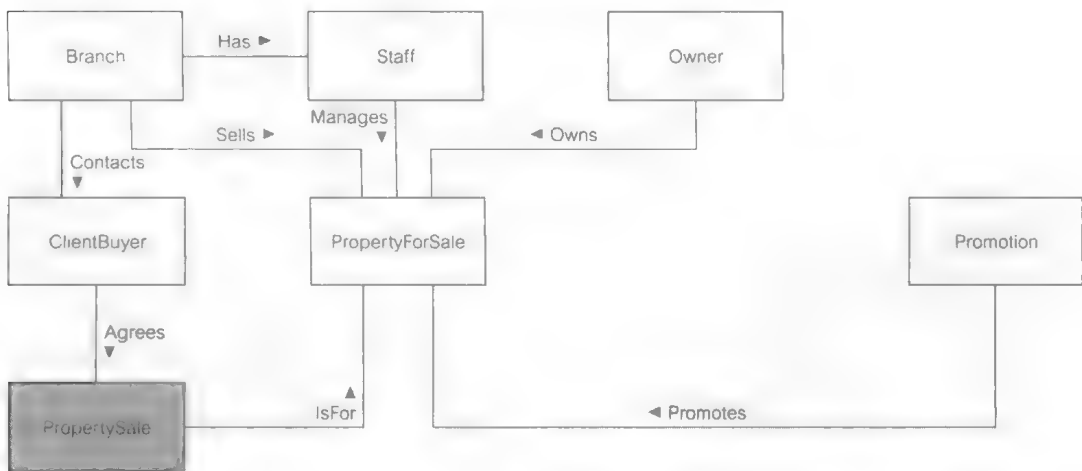 Branch
Has ►
Staff
Owner
Manages
▼
Sells ►
◄ Owns
Contacts
▼
ClientBuyer
PropertyForSale
Promotion
Agrees
▼
PropertySale
▲
IsFor
◄ Promotes